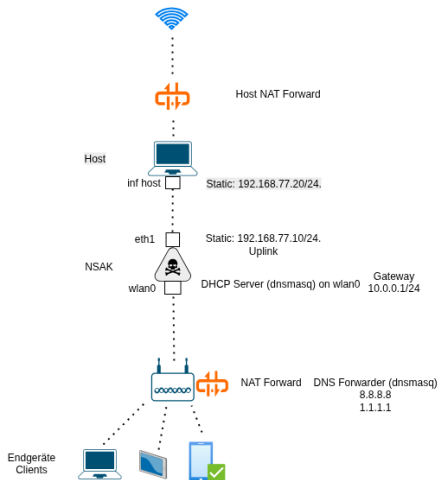 Host NAT Forward
Host
inf host
Static: 192.168.77.20/24.
eth1
Static: 192.168.77.10/24.
Uplink
NSAK
wlan0
DHCP Server (dnsmasq) on wlan0
Gateway
10.0.0.1/24
NAT Forward
DNS Forwarder (dnsmasq)
8.8.8.8
1.1.1.1
Endgeräte
Clients